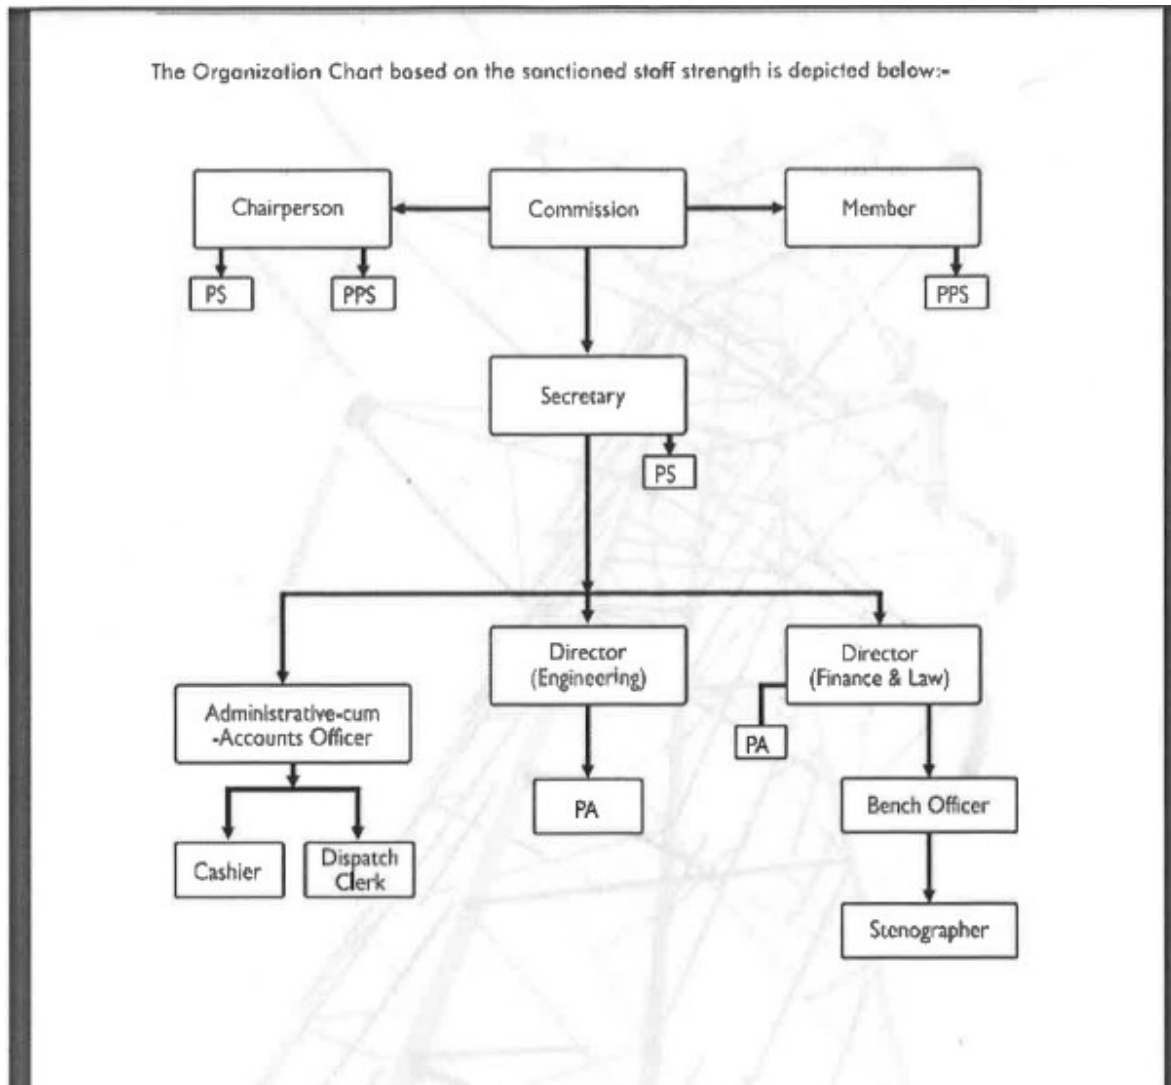 The Organization Chart based on the sanctioned staff strength is depicted below:-
Chairperson
Commission
Member
PS
PPS
PPS
Secretary
PS
Director
(Engineering)
Director
(Finance & Law)
Administrative-cum
-Accounts Officer
PA
PA
Bench Officer
Cashier
Dispatch
Clerk
Stenographer